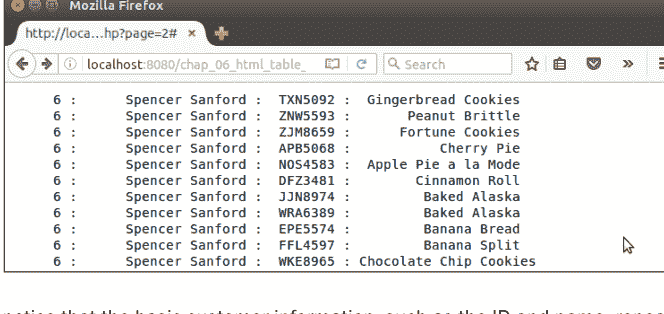 Mozilla Firefox
http://loca...hp?page=2#
localhost:8080/chap_06_html_table_ Search
6 : Spencer Sanford : TXN5092 : Gingerbread Cookies
6 : Spencer Sanford : ZNW5593 : Peanut Brittle
6 : Spencer Sanford : ZJM8659 : Fortune Cookies
6 : Spencer Sanford : APB5068 : Cherry Pie
6 : Spencer Sanford : NOS4583 : Apple Pie a la Mode
6 : Spencer Sanford : DFZ3481 : Cinnamon Roll
6 : Spencer Sanford : JJN8974 : Baked Alaska
6 : Spencer Sanford : WRA6389 : Baked Alaska
6 : Spencer Sanford : EPE5574 : Banana Bread
6 : Spencer Sanford : FFL4597 : Banana Split
6 : Spencer Sanford : WKE8965 : Chocolate Chip Cookies